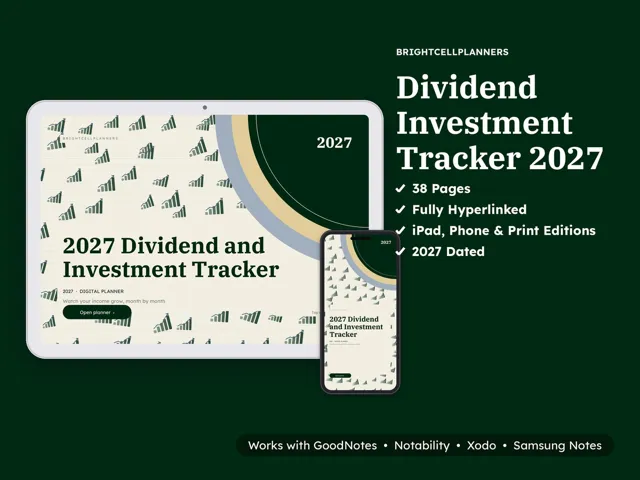 BRIGHTCELLPLANNERS
Dividend
Investment
Tracker 2027
✓ 38 Pages
✓ Fully Hyperlinked
✓ iPad, Phone & Print Editions
✓ 2027 Dated
BRIGHTCELLPLANNERS
2027
2027 Dividend and
Investment Tracker
2027 • DIGITAL PLANNER
Watch your income grow, month by month.
Open planner ›
2027
2027 Dividend
and Investment
Tracker
Works with GoodNotes • Notability • Xodo • Samsung Notes